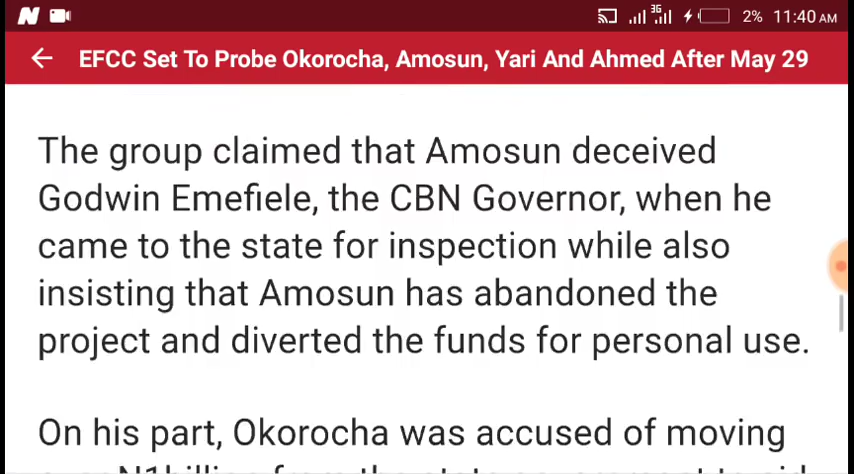 N 3G 2% 11:40 AM
EFCC Set To Probe Okorocha, Amosun, Yari And Ahmed After May 29
The group claimed that Amosun deceived
Godwin Emefiele, the CBN Governor, when he
came to the state for inspection while also
insisting that Amosun has abandoned the
project and diverted the funds for personal use.
On his part, Okorocha was accused of moving